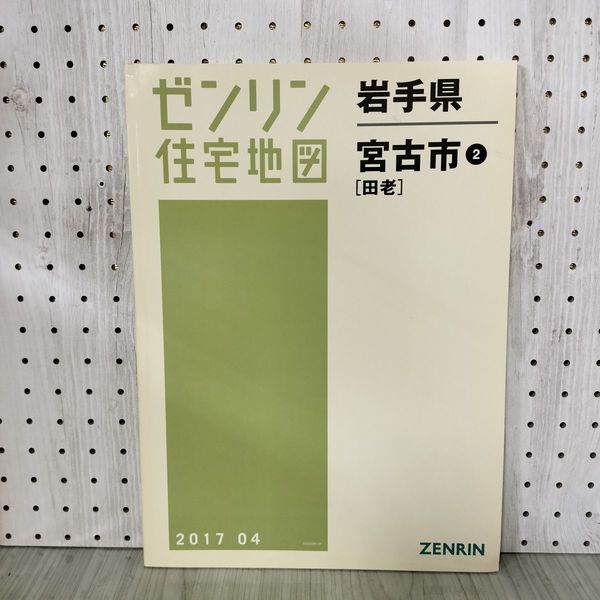 ゼンリン
住宅地図
岩手県
宮古市❷
[田老]
2017 04
ZENRIN